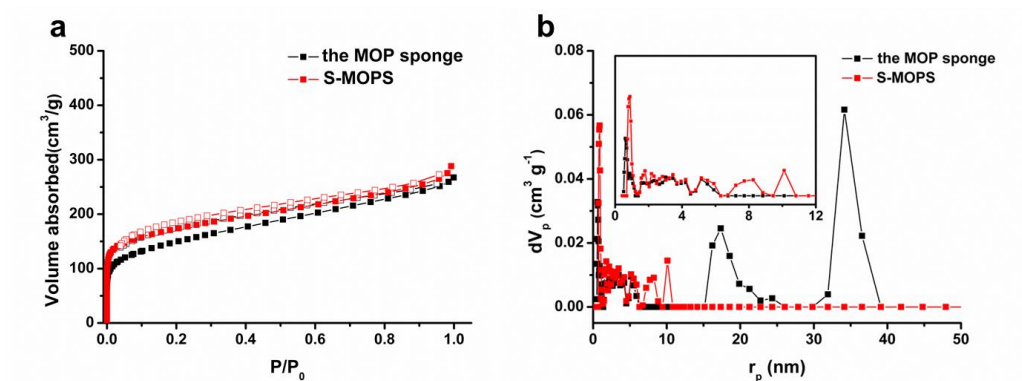 a
the MOP sponge
S-MOPS
Volume absorbed(cm³/g)
500
400
300
200
100
0
0.0 0.2 0.4 0.6 0.8 1.0
P/P₀
b
the MOP sponge
S-MOPS
dVₚ (cm³ g⁻¹)
0.08
0.06
0.04
0.02
0.00
0 4 8 12
0 10 20 30 40 50
rₚ (nm)